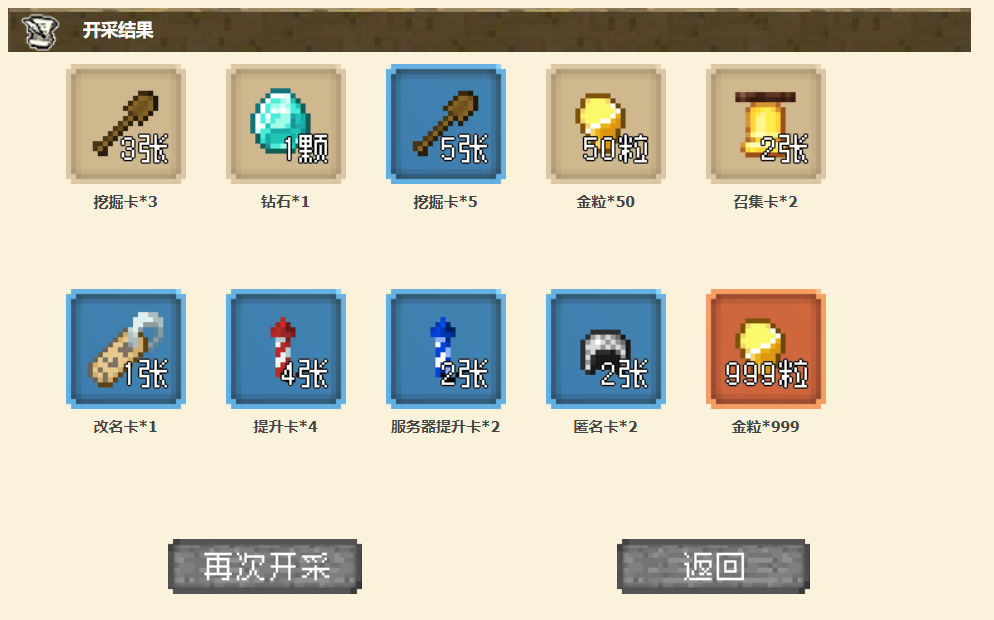 开采结果
3张 1颗 5张 50粒 2张
挖掘卡*3 钻石*1 挖掘卡*5 金粒*50 召集卡*2
1张 4张 2张 2张 999粒
改名卡*1 提升卡*4 服务器提升卡*2 匿名卡*2 金粒*999
再次开采 返回